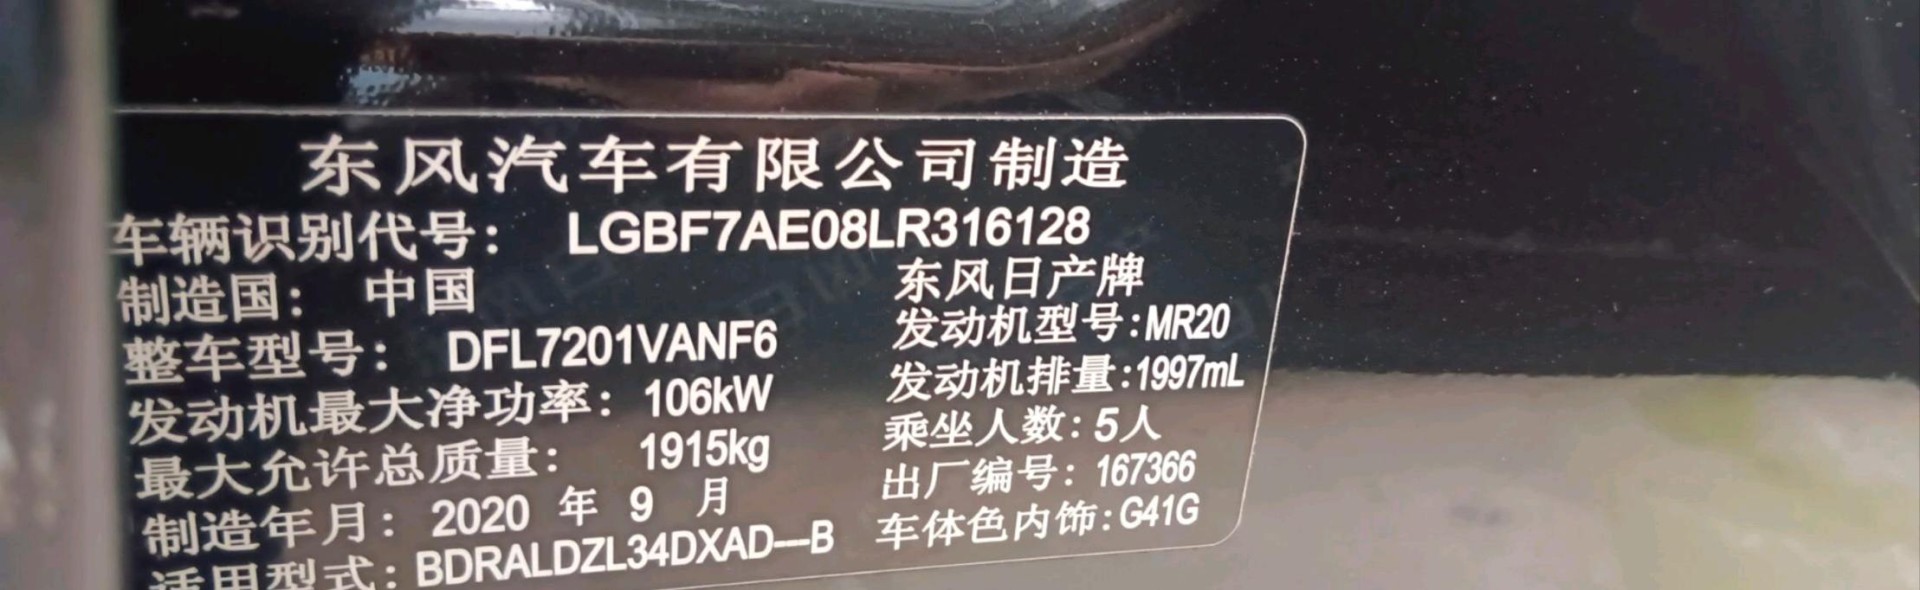 东风汽车有限公司制造
车辆识别代号: LGBF7AE08LR316128
制造国: 中国 东风日产牌
整车型号: DFL7201VANF6 发动机型号:MR20
发动机最大净功率: 106kW 发动机排量:1997mL
最大允许总质量: 1915kg 乘坐人数: 5人
制造年月: 2020 年 9 月 出厂编号: 167366
适用型式: BDRALDZL34DXAD---B 车体色内饰:G41G